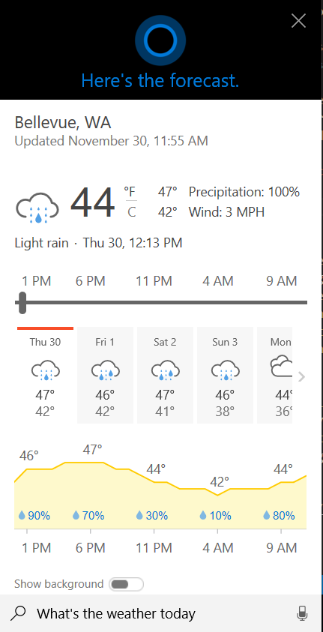 Here's the forecast.
Bellevue, WA
Updated November 30, 11:55 AM
44 °F 47° Precipitation: 100%
C 42° Wind: 3 MPH
Light rain · Thu 30, 12:13 PM
1 PM 6 PM 11 PM 4 AM 9 AM
Thu 30 Fri 1 Sat 2 Sun 3 Mon
47° 46° 47° 46° 44°
42° 42° 41° 38° 36°
46° 47° 44° 42° 44°
90% 70% 30% 10% 80%
1 PM 6 PM 11 PM 4 AM 9 AM
Show background
What's the weather today